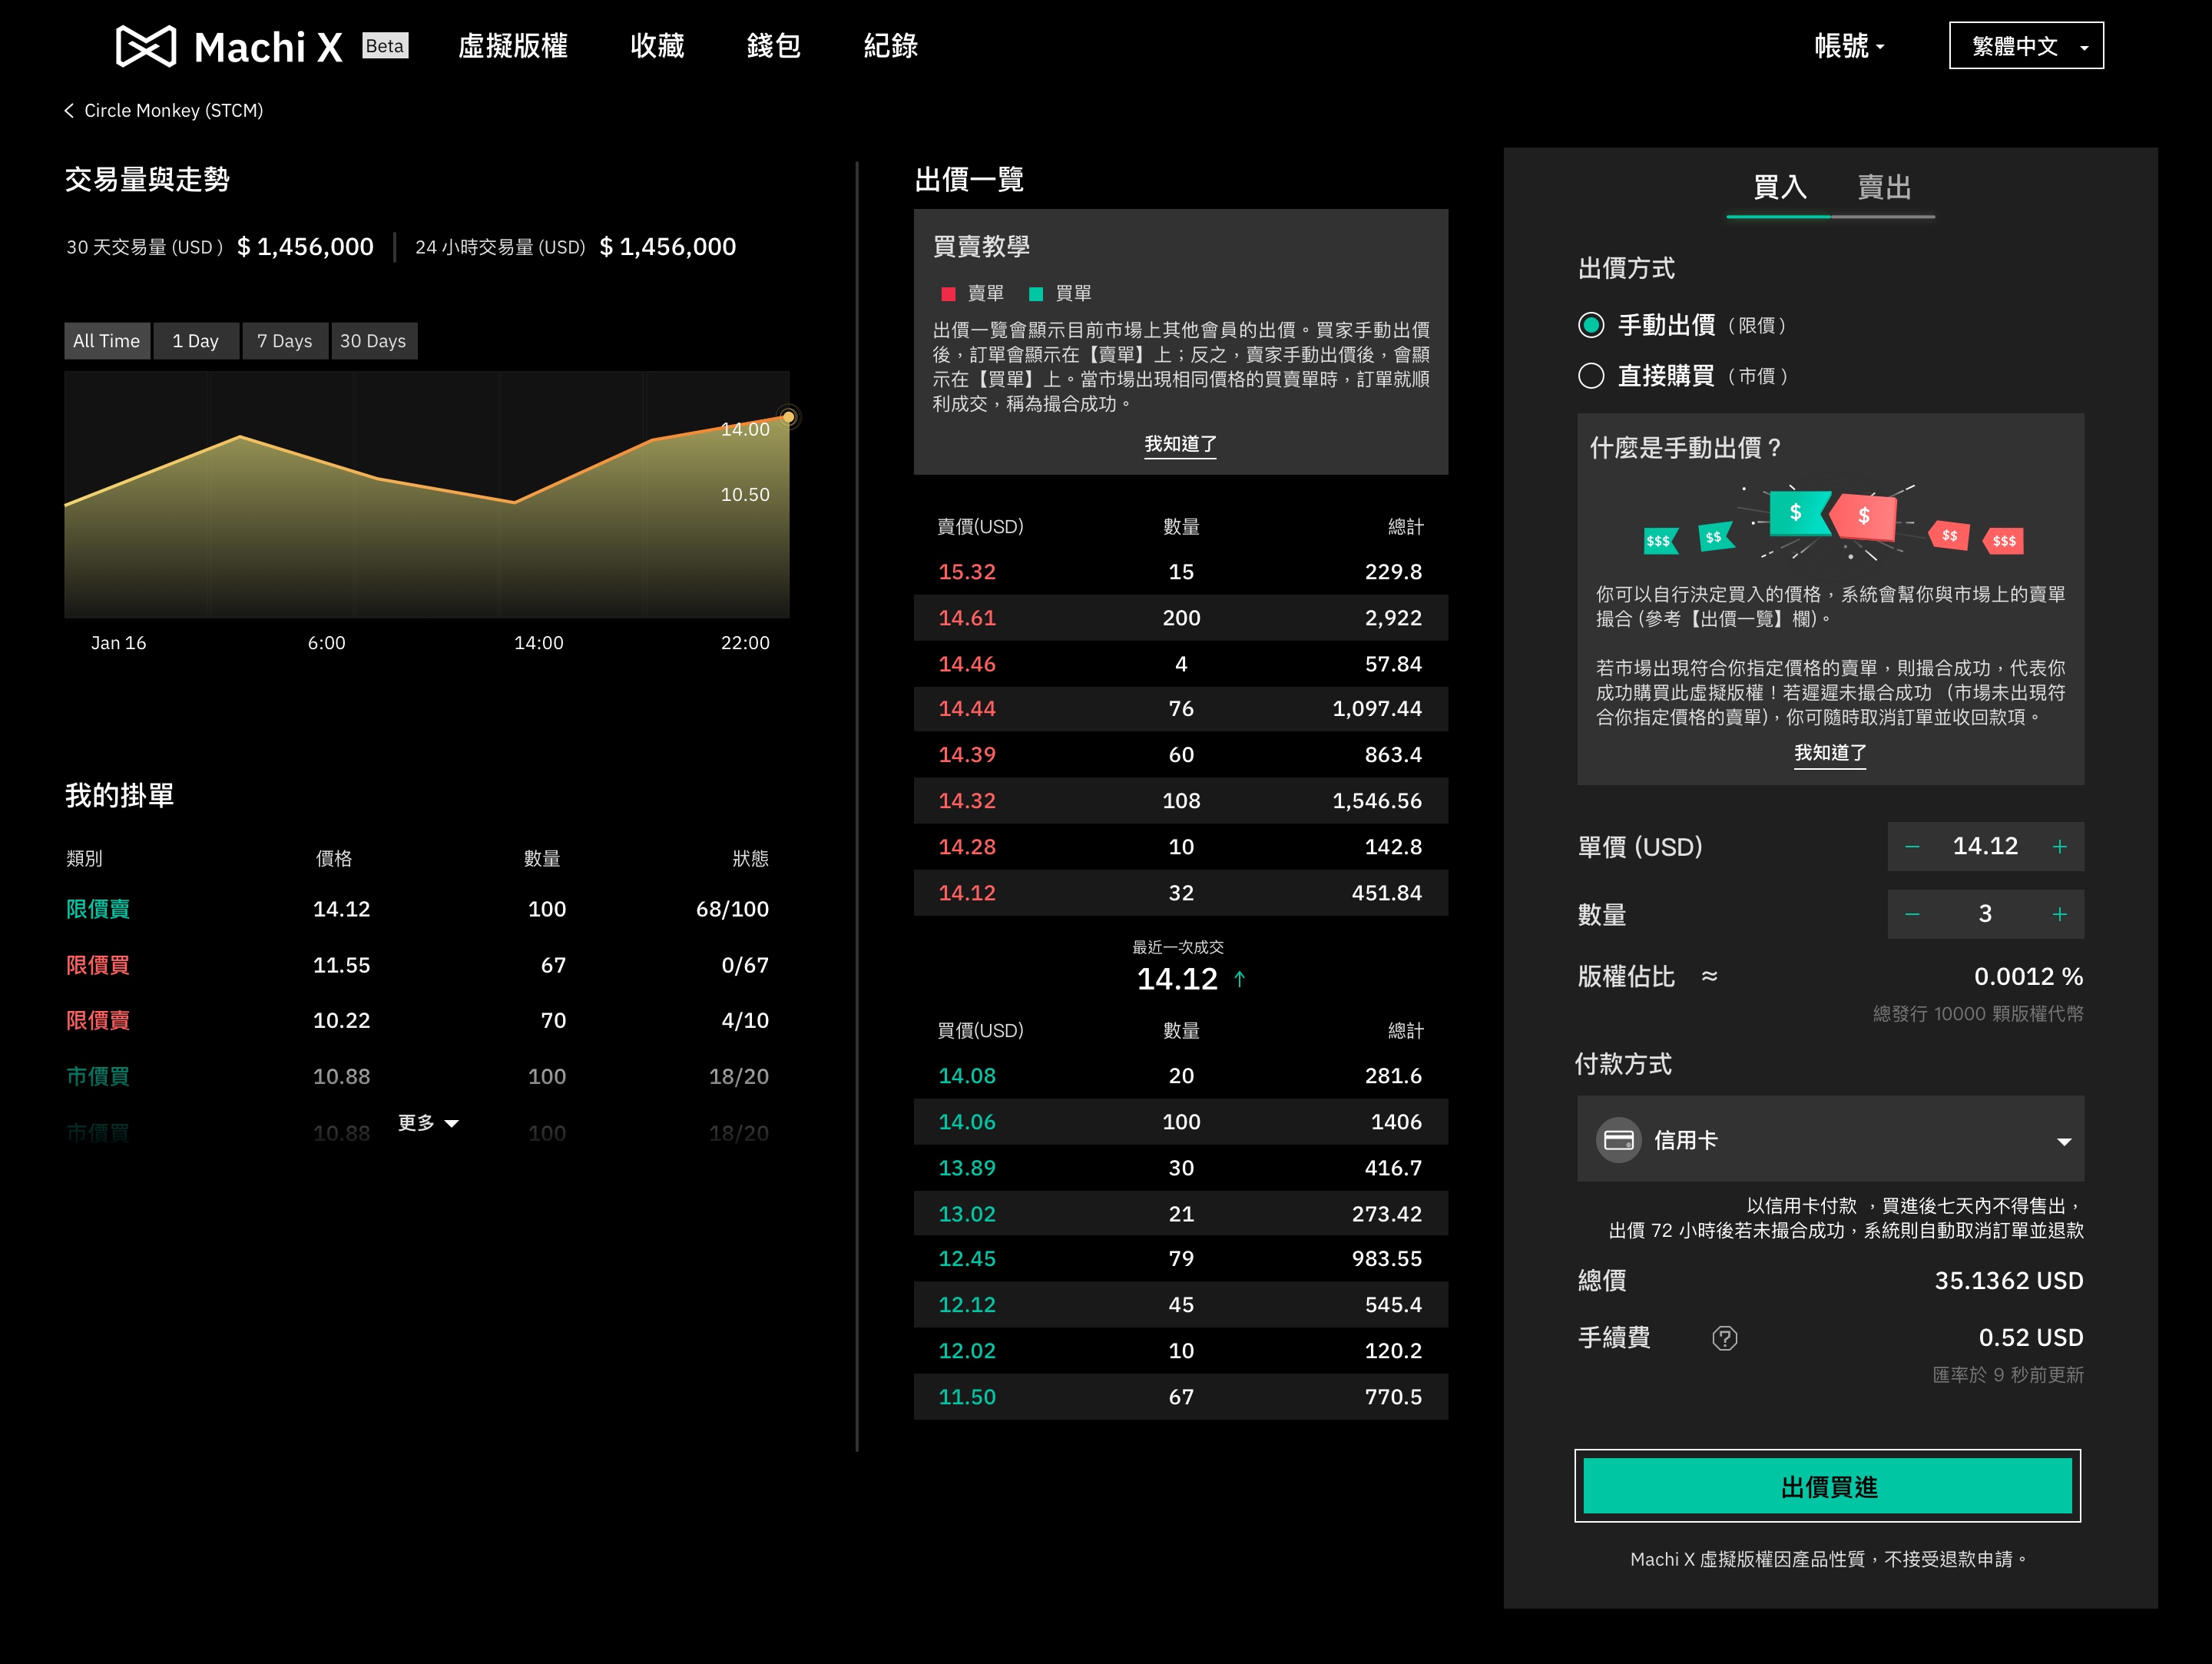 Machi X Beta 虛擬版權 收藏 錢包 紀錄 帳號 繁體中文
Circle Monkey (STCM)
交易量與走勢
30 天交易量 (USD ) $ 1,456,000 24 小時交易量 (USD) $ 1,456,000
All Time 1 Day 7 Days 30 Days
14.00
10.50
Jan 16 6:00 14:00 22:00
我的掛單
類別 價格 數量 狀態
限價賣 14.12 100 68/100
限價買 11.55 67 0/67
限價賣 10.22 70 4/10
市價買 10.88 100 18/20
更多
市價買 10.88 100 18/20
出價一覽
買賣教學
賣單 買單
出價一覽會顯示目前市場上其他會員的出價。買家手動出價
後，訂單會顯示在【賣單】上；反之，賣家手動出價後，會顯
示在【買單】上。當市場出現相同價格的買賣單時，訂單就順
利成交，稱為撮合成功。
我知道了
賣價(USD) 數量 總計
15.32 15 229.8
14.61 200 2,922
14.46 4 57.84
14.44 76 1,097.44
14.39 60 863.4
14.32 108 1,546.56
14.28 10 142.8
14.12 32 451.84
最近一次成交
14.12 ↑
買價(USD) 數量 總計
14.08 20 281.6
14.06 100 1406
13.89 30 416.7
13.02 21 273.42
12.45 79 983.55
12.12 45 545.4
12.02 10 120.2
11.50 67 770.5
買入 賣出
出價方式
手動出價（限價）
直接購買（市價）
什麼是手動出價？
$$$ $$ $ $ $$ $$$
你可以自行決定買入的價格，系統會幫你與市場上的賣單
撮合 (參考【出價一覽】欄)。
若市場出現符合你指定價格的賣單，則撮合成功，代表你
成功購買此虛擬版權！若遲遲未撮合成功 （市場未出現符
合你指定價格的賣單)，你可隨時取消訂單並收回款項。
我知道了
單價 (USD) − 14.12 +
數量 − 3 +
版權佔比 ≈ 0.0012 %
總發行 10000 顆版權代幣
付款方式
信用卡
以信用卡付款 ，買進後七天內不得售出，
出價 72 小時後若未撮合成功，系統則自動取消訂單並退款
總價 35.1362 USD
手續費 ? 0.52 USD
匯率於 9 秒前更新
出價買進
Machi X 虛擬版權因產品性質，不接受退款申請。